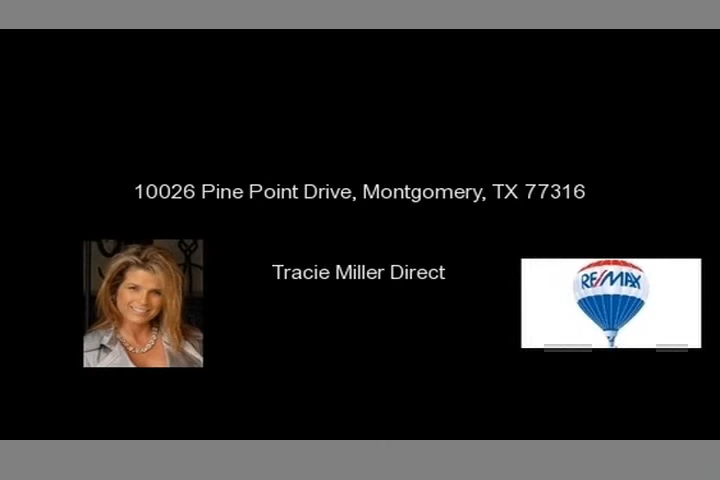 10026 Pine Point Drive, Montgomery, TX 77316
Tracie Miller Direct
RE/MAX